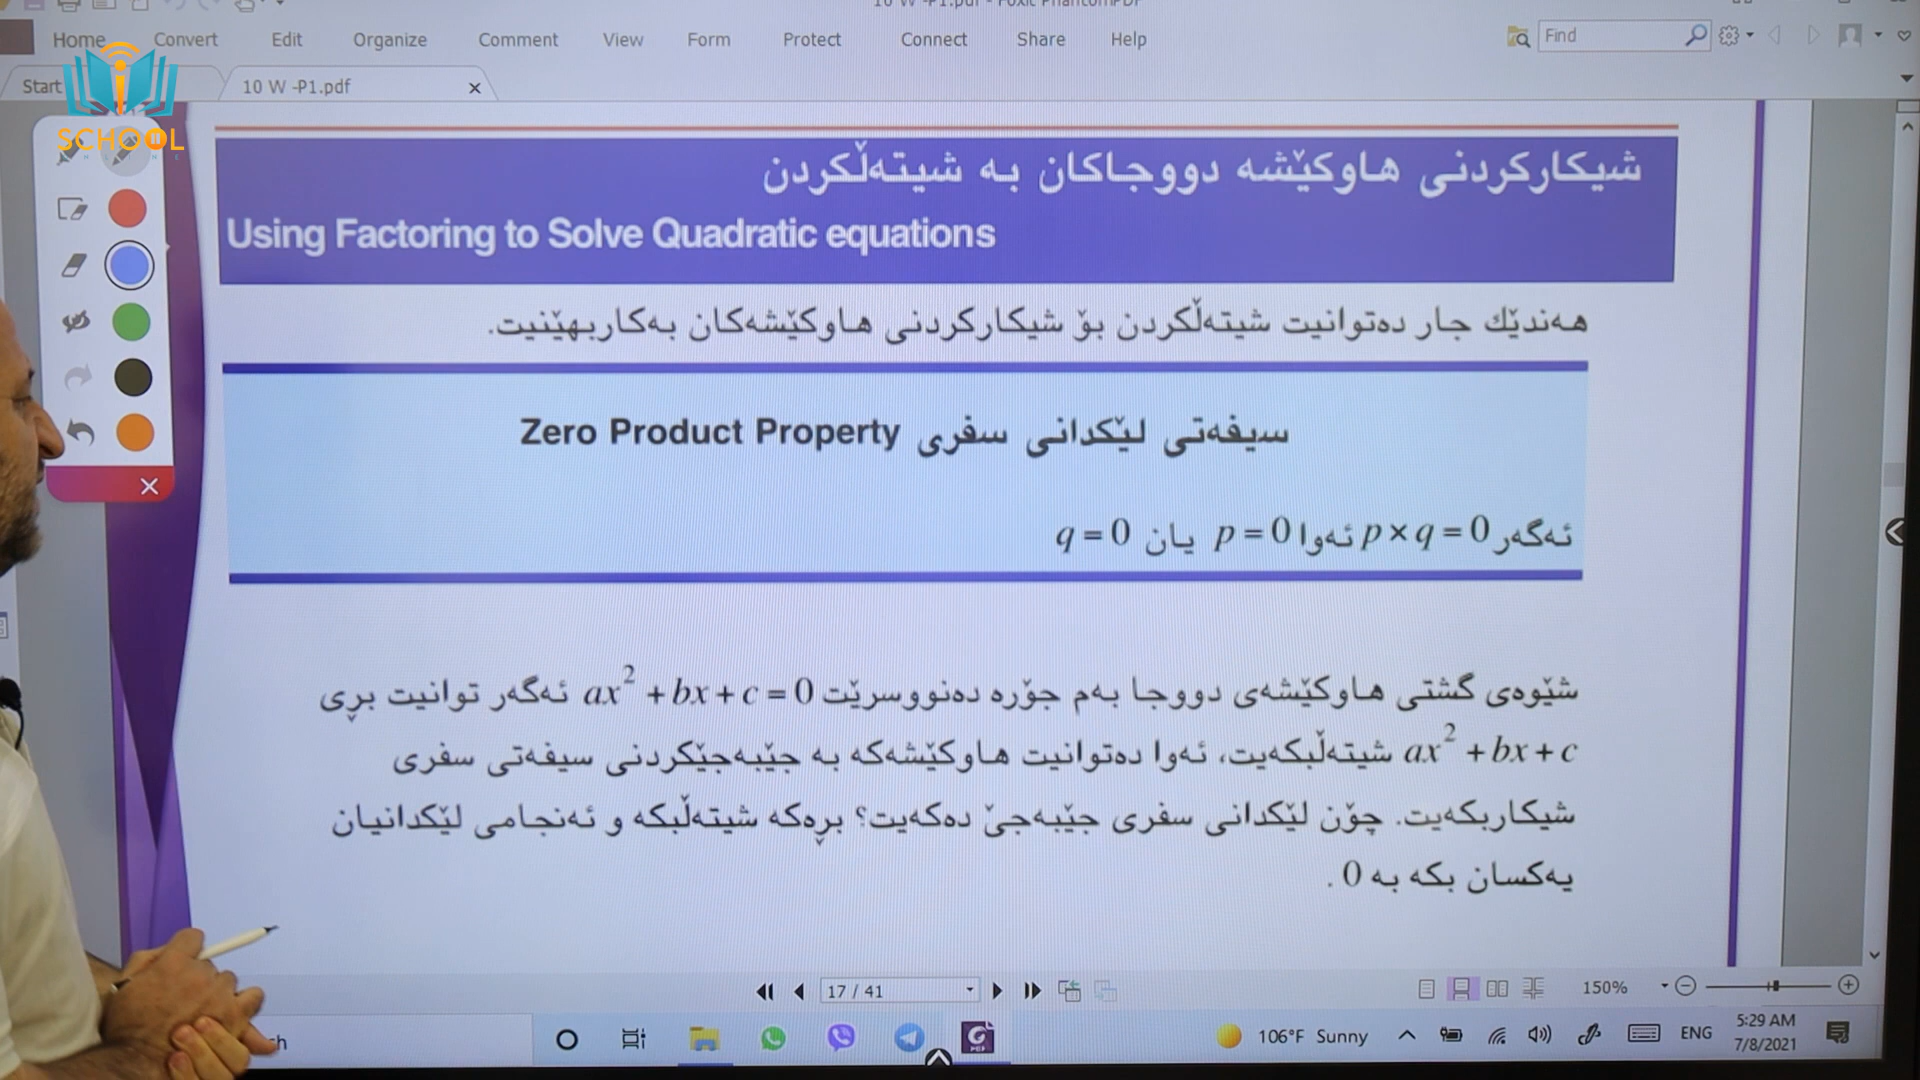 10 W -P1.pdf - Foxit PhantomPDF
Home Convert Edit Organize Comment View Form Protect Connect Share Help Find
Start 10 W -P1.pdf
SCHOOL
شیکارکردنی هاوکێشە دووجاکان بە شیتەڵکردن
Using Factoring to Solve Quadratic equations
هەندێك جار دەتوانیت شیتەڵکردن بۆ شیکارکردنی هاوکێشەکان بەکاربهێنیت.
سیفەتی لێکدانی سفری Zero Product Property
ئەگەر p × q = 0 ئەوا p = 0 یان q = 0
شێوەی گشتی هاوکێشەی دووجا بەم جۆرە دەنووسرێت ax² + bx + c = 0 ئەگەر توانیت بڕی
ax² + bx + c شیتەڵبکەیت، ئەوا دەتوانیت هاوکێشەکە بە جێبەجێکردنی سیفەتی سفری
شیکاربکەیت. چۆن لێکدانی سفری جێبەجێ دەکەیت؟ بڕەکە شیتەڵبکە و ئەنجامی لێکدانیان
یەکسان بکە بە 0 .
17 / 41 150%
106°F Sunny ENG 5:29 AM
7/8/2021